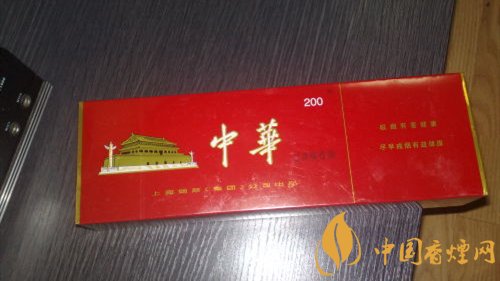 200
中華
上海烟草(集团)公司出品
吸烟有害健康
尽早戒烟有益健康
中国香煙网